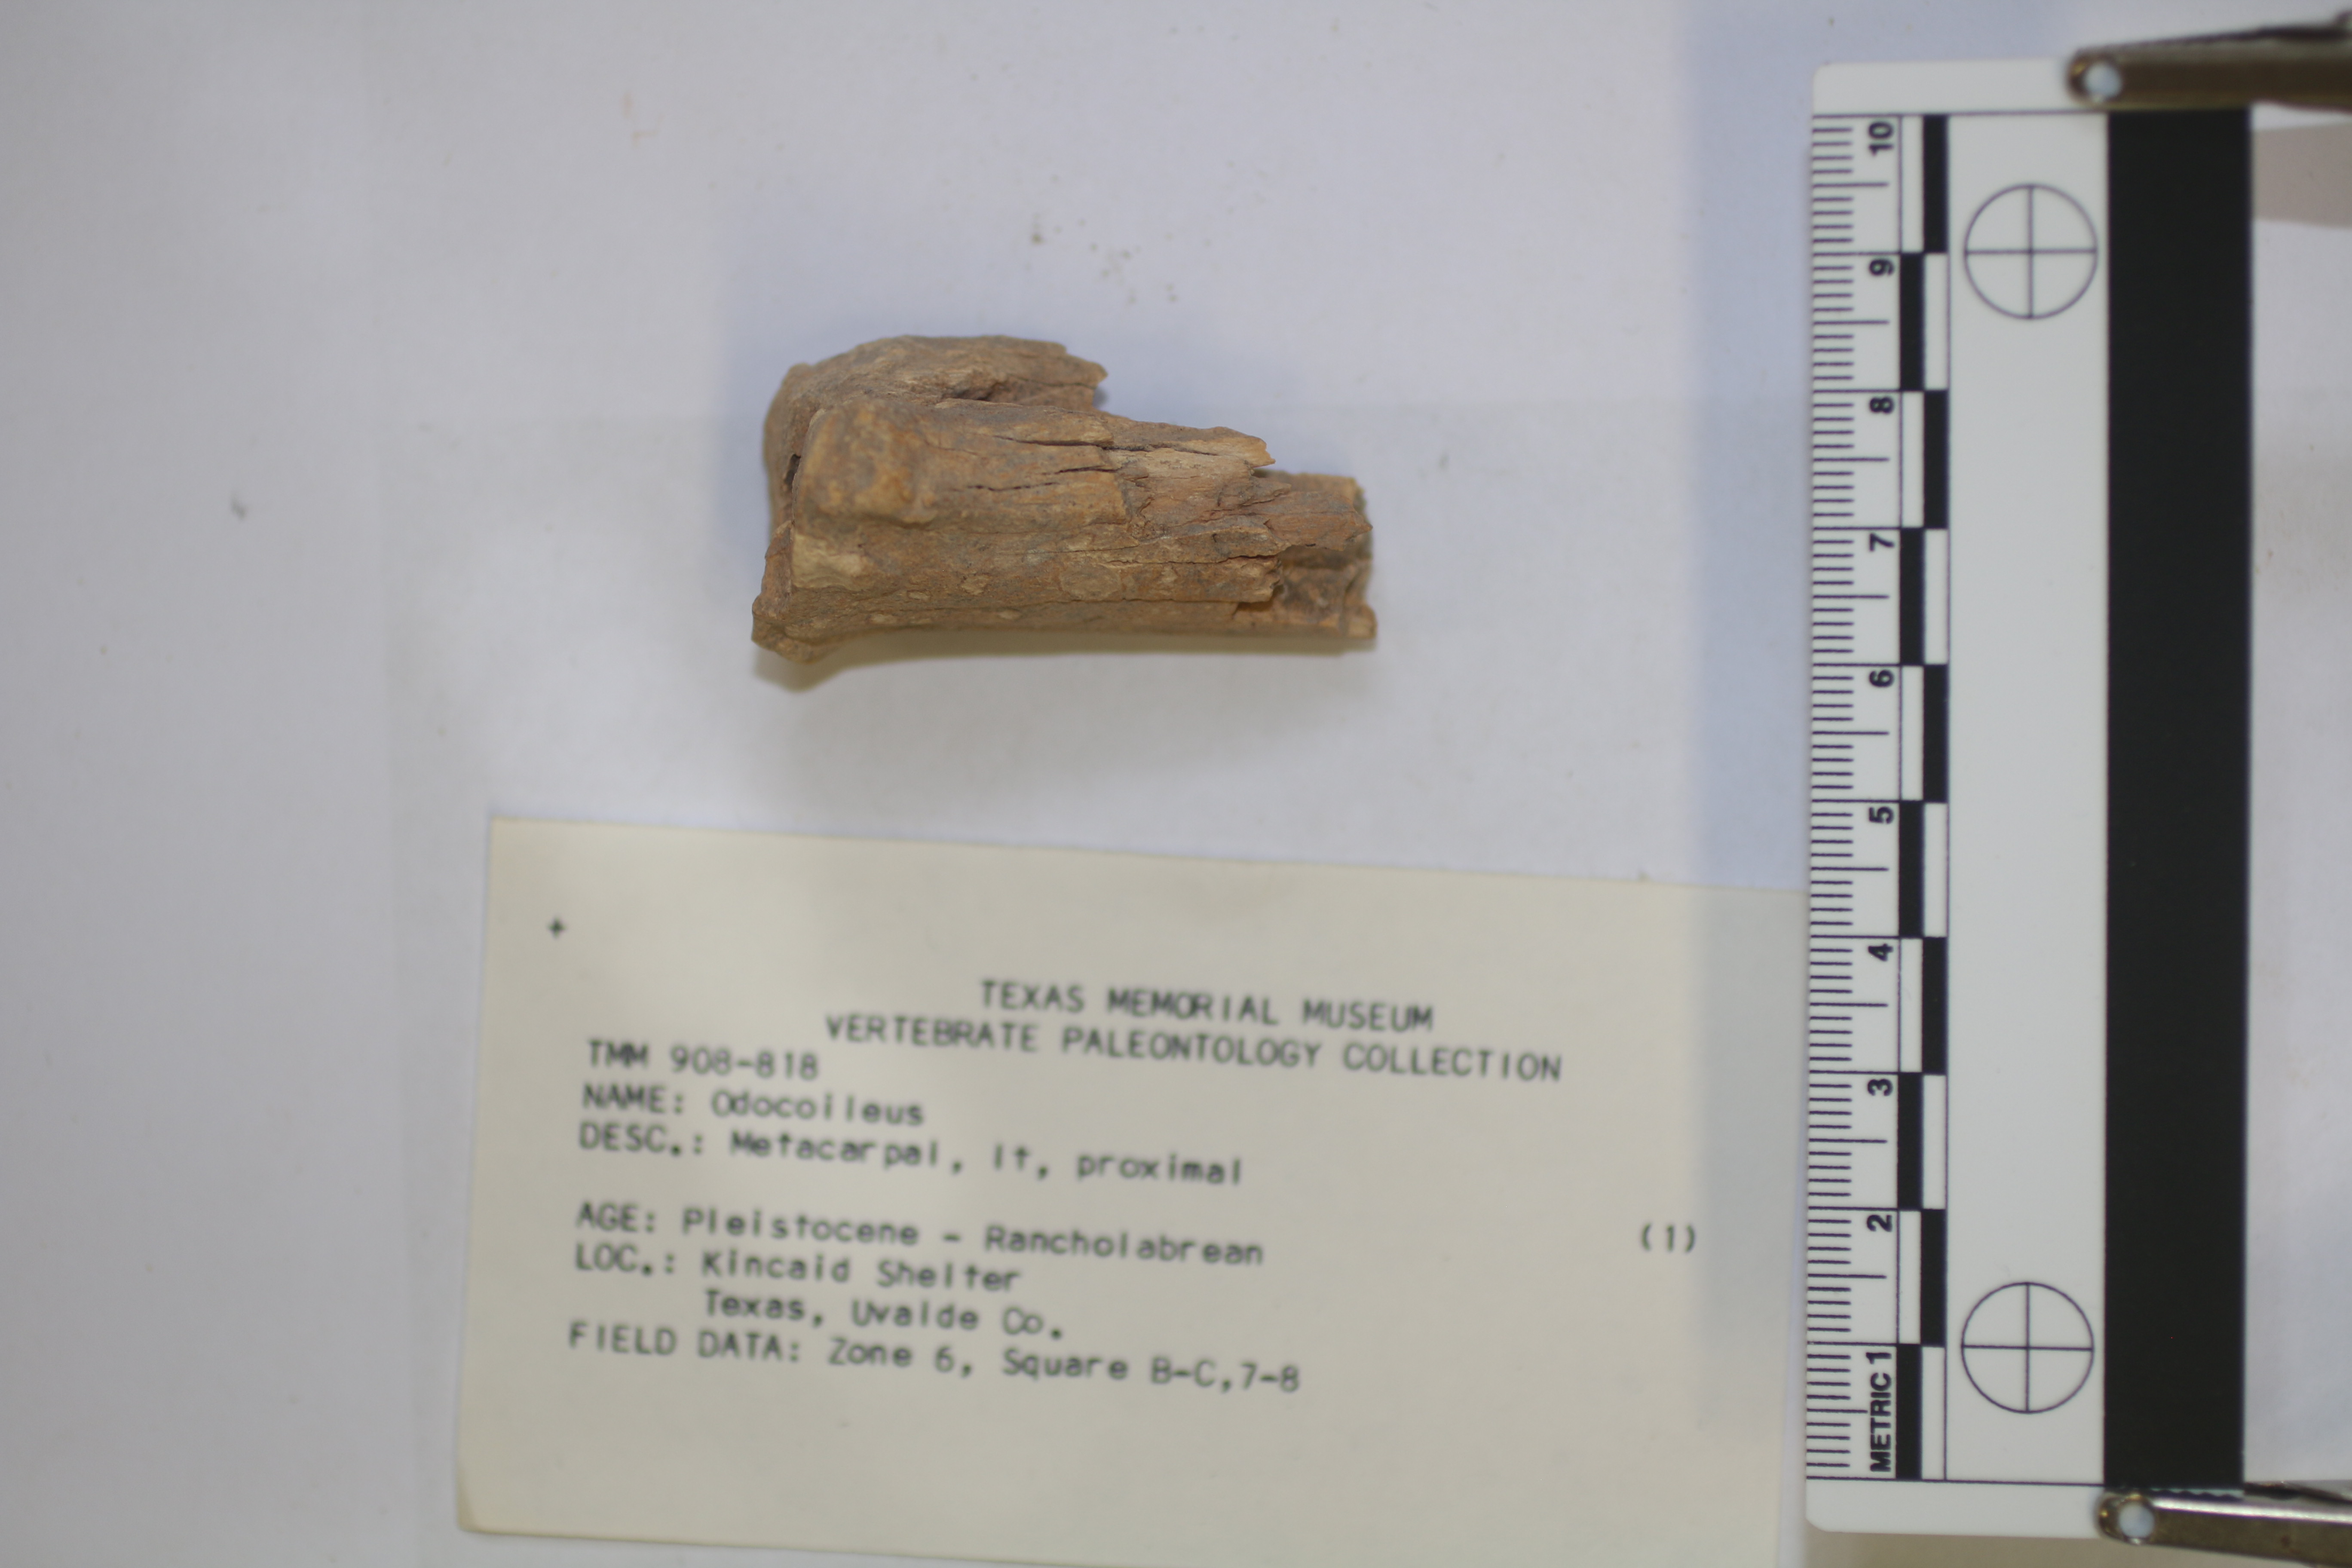 +
TEXAS MEMORIAL MUSEUM
VERTEBRATE PALEONTOLOGY COLLECTION
TMM 908-818
NAME: Odocoileus
DESC.: Metacarpal, lt, proximal
AGE: Pleistocene - Rancholabrean (1)
LOC.: Kincaid Shelter
Texas, Uvalde Co.
FIELD DATA: Zone 6, Square B-C,7-8
METRIC 1 2 3 4 5 6 7 8 9 10